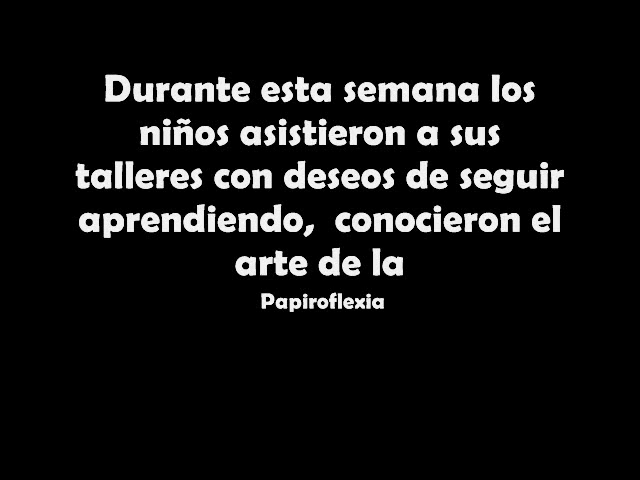 Durante esta semana los
niños asistieron a sus
talleres con deseos de seguir
aprendiendo,  conocieron el
arte de la
Papiroflexia